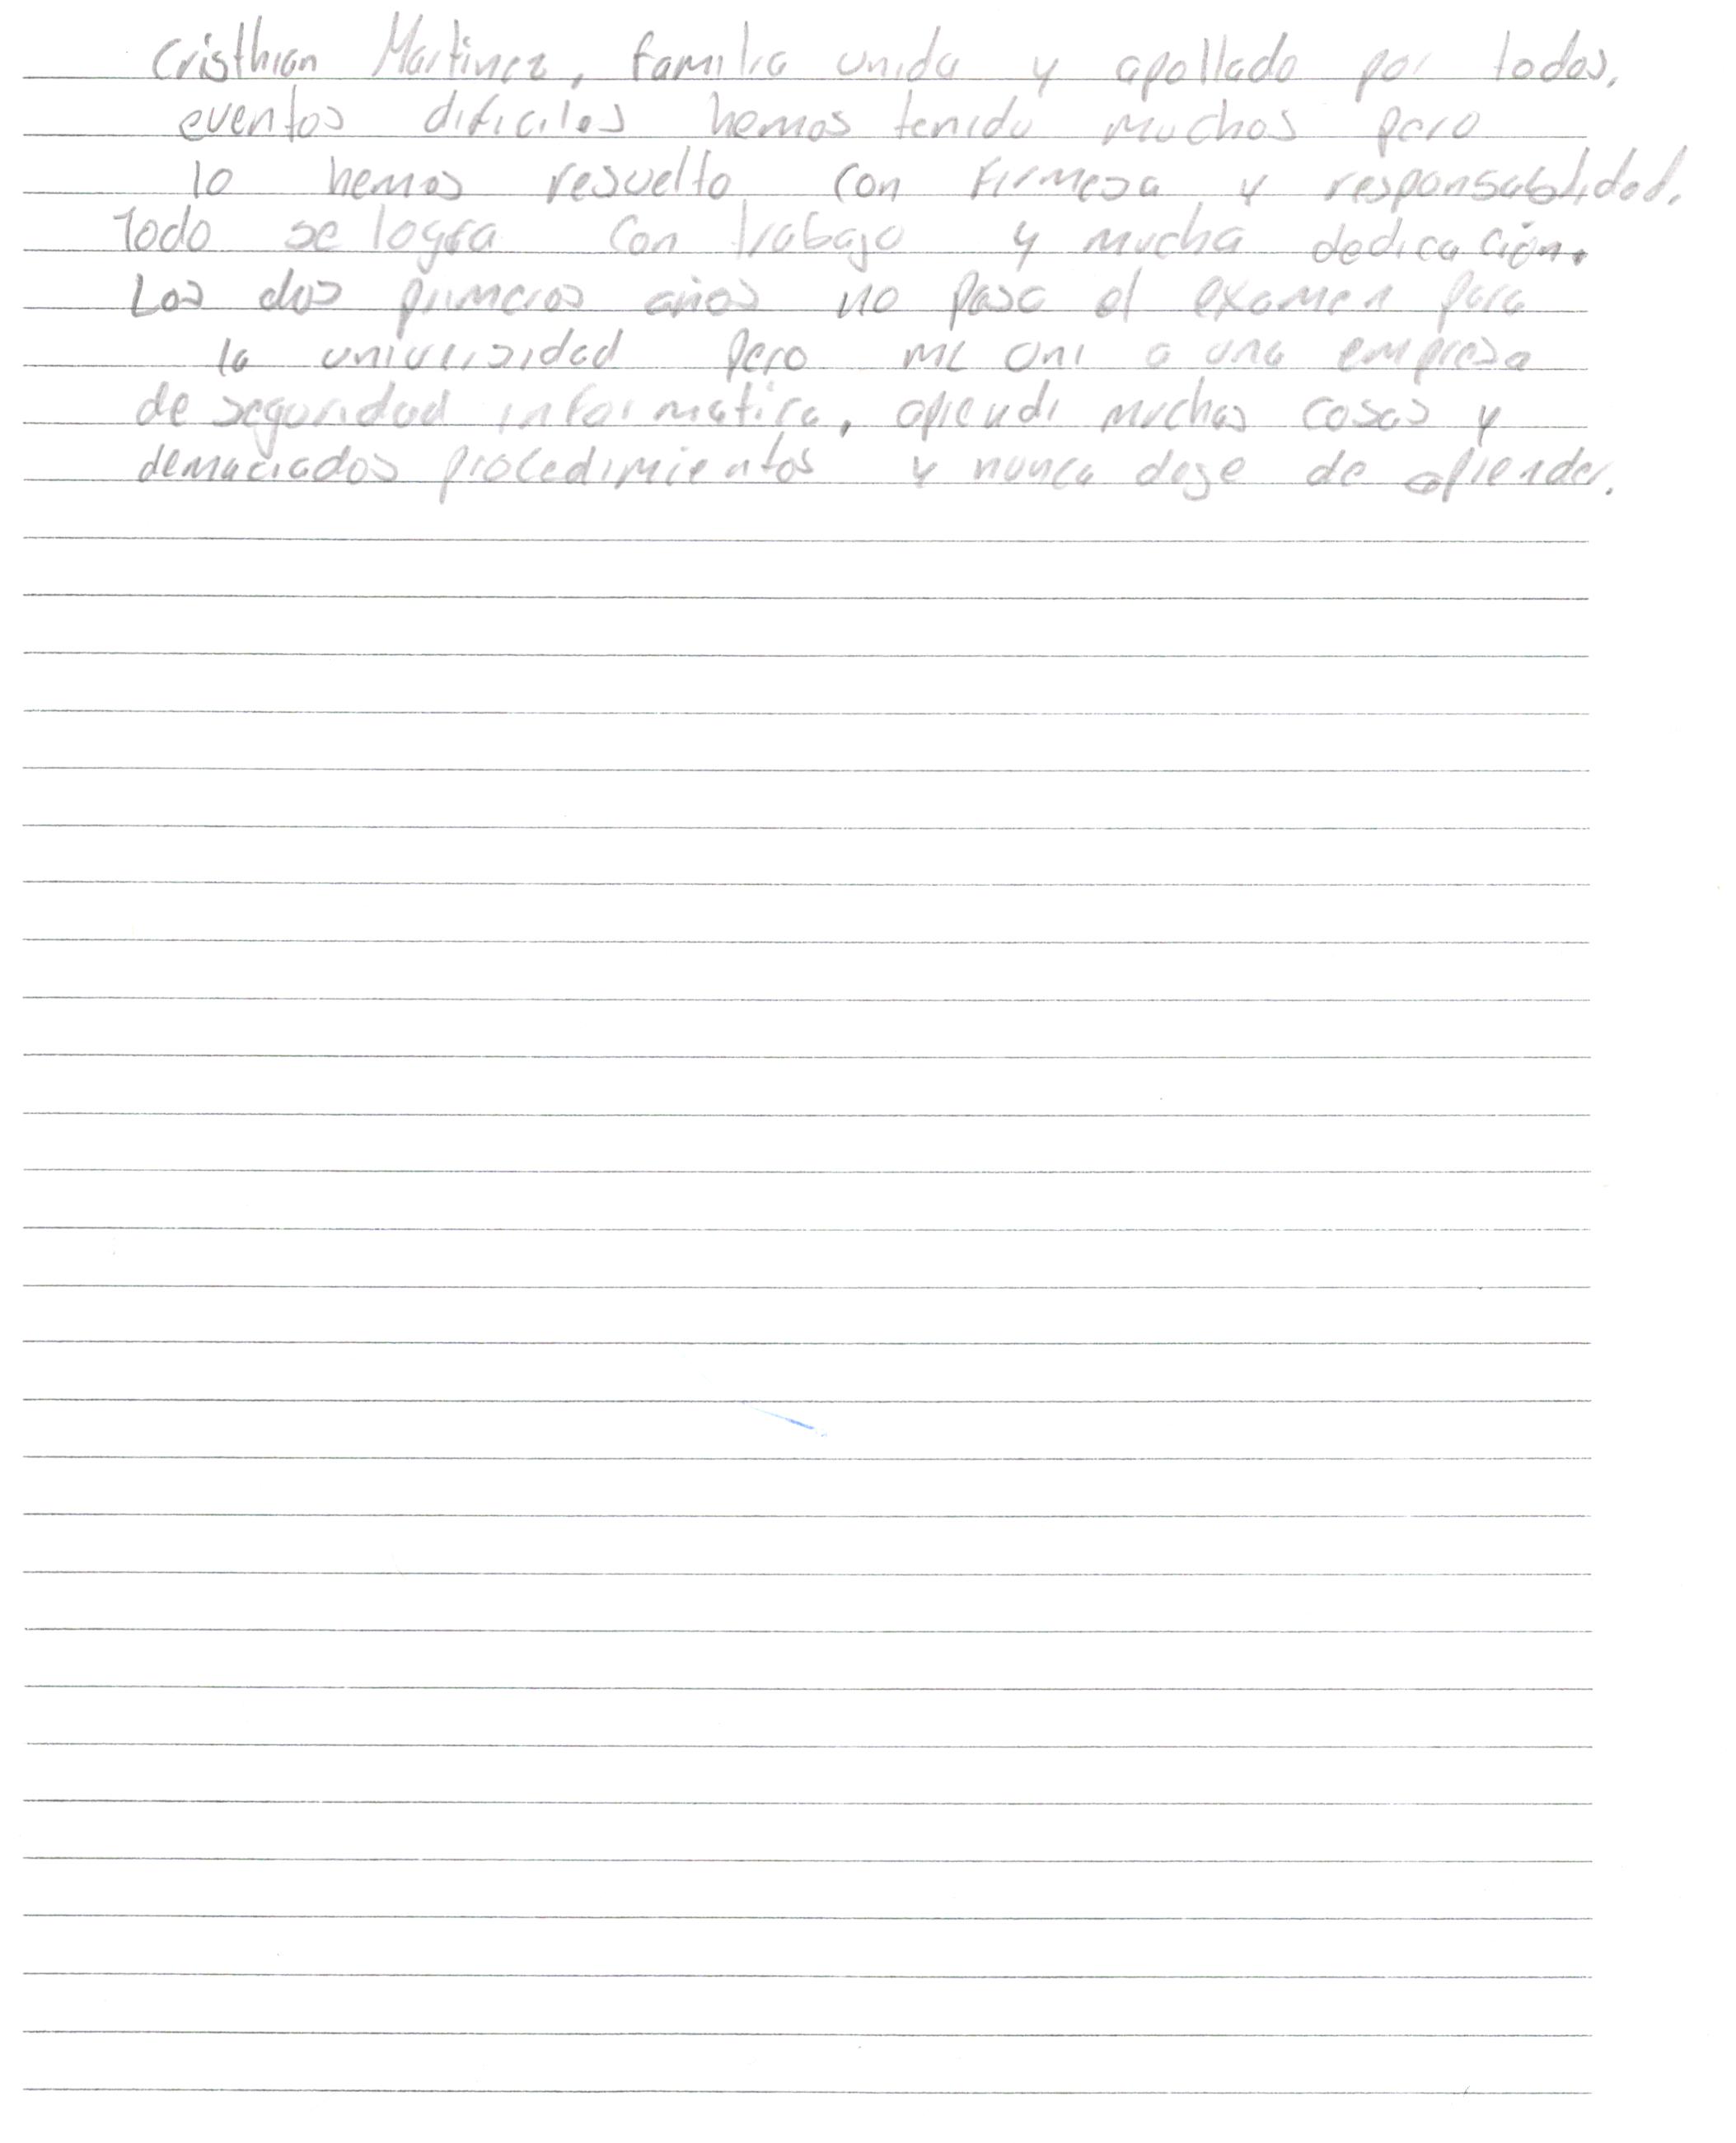 Cristhian Martinez, familia unida y apollado por todos.
eventos dificiles hemos tenido muchos pero
lo hemos resuelto con firmesa y responsabilidad.
Todo se logra con trabajo y mucha dedicación.
Los dos primeros años no pase el examen para
la universidad pero me uni a una empresa
de seguridad informatica, aprendi muchas cosas y
demaciados procedimientos y nunca deje de aprender.